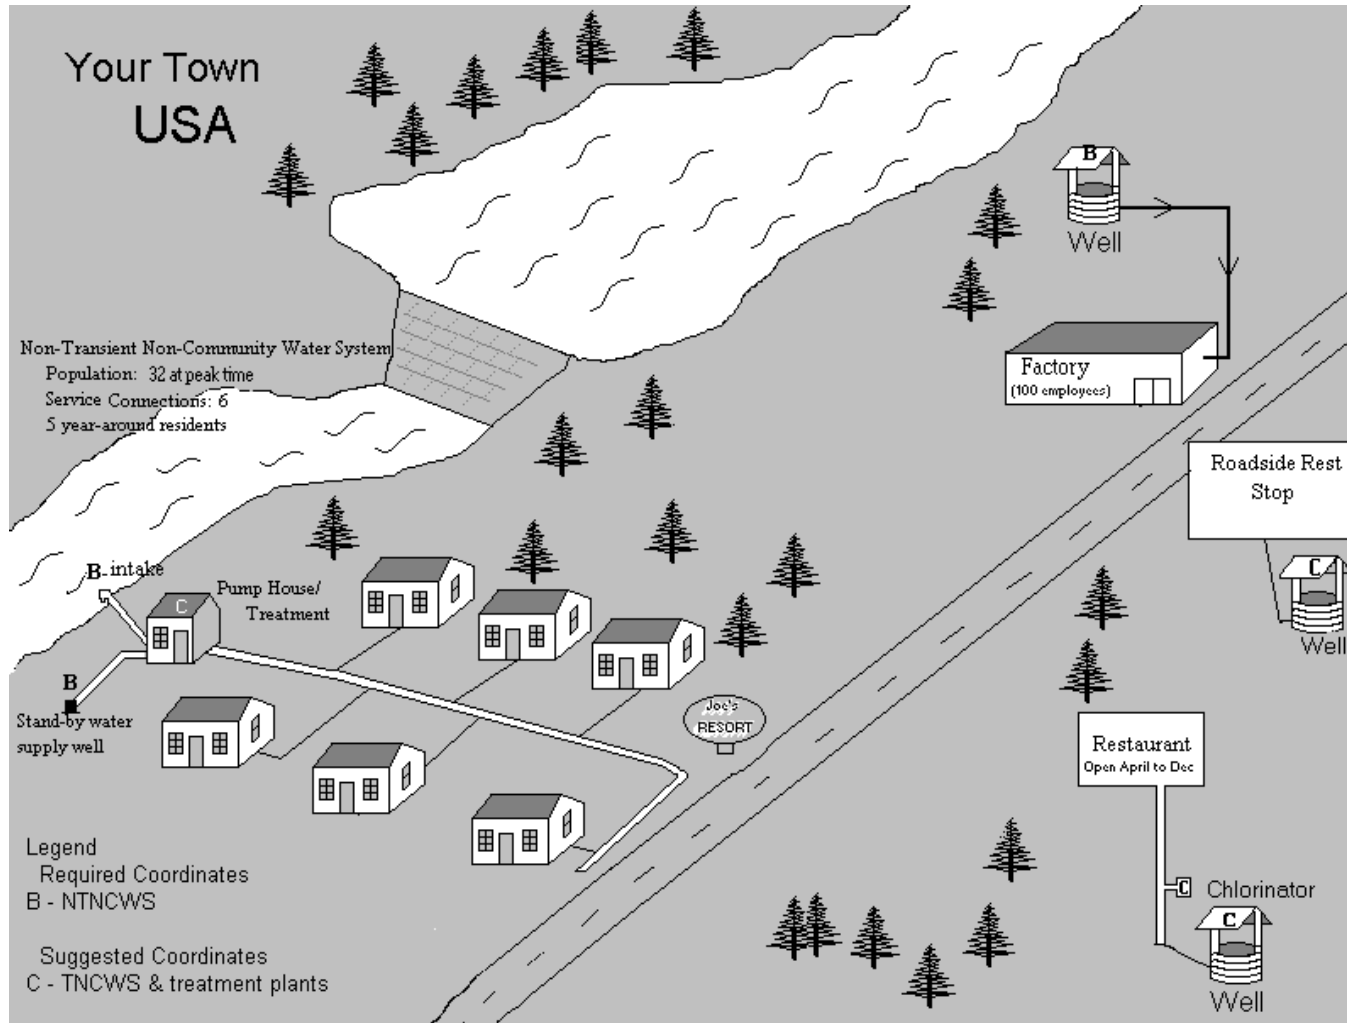 Your Town
USA
B
Well
Non-Transient Non-Community Water System
Population: 32 at peak time
Service Connections: 6
5 year-around residents
Factory
(100 employees)
Roadside Rest
Stop
C
Well
B - intake
C
Pump House/
Treatment
B
Stand-by water
supply well
Joe's
RESORT
Restaurant
Open April to Dec
C Chlorinator
C
Well
Legend
Required Coordinates
B - NTNCWS
Suggested Coordinates
C - TNCWS & treatment plants